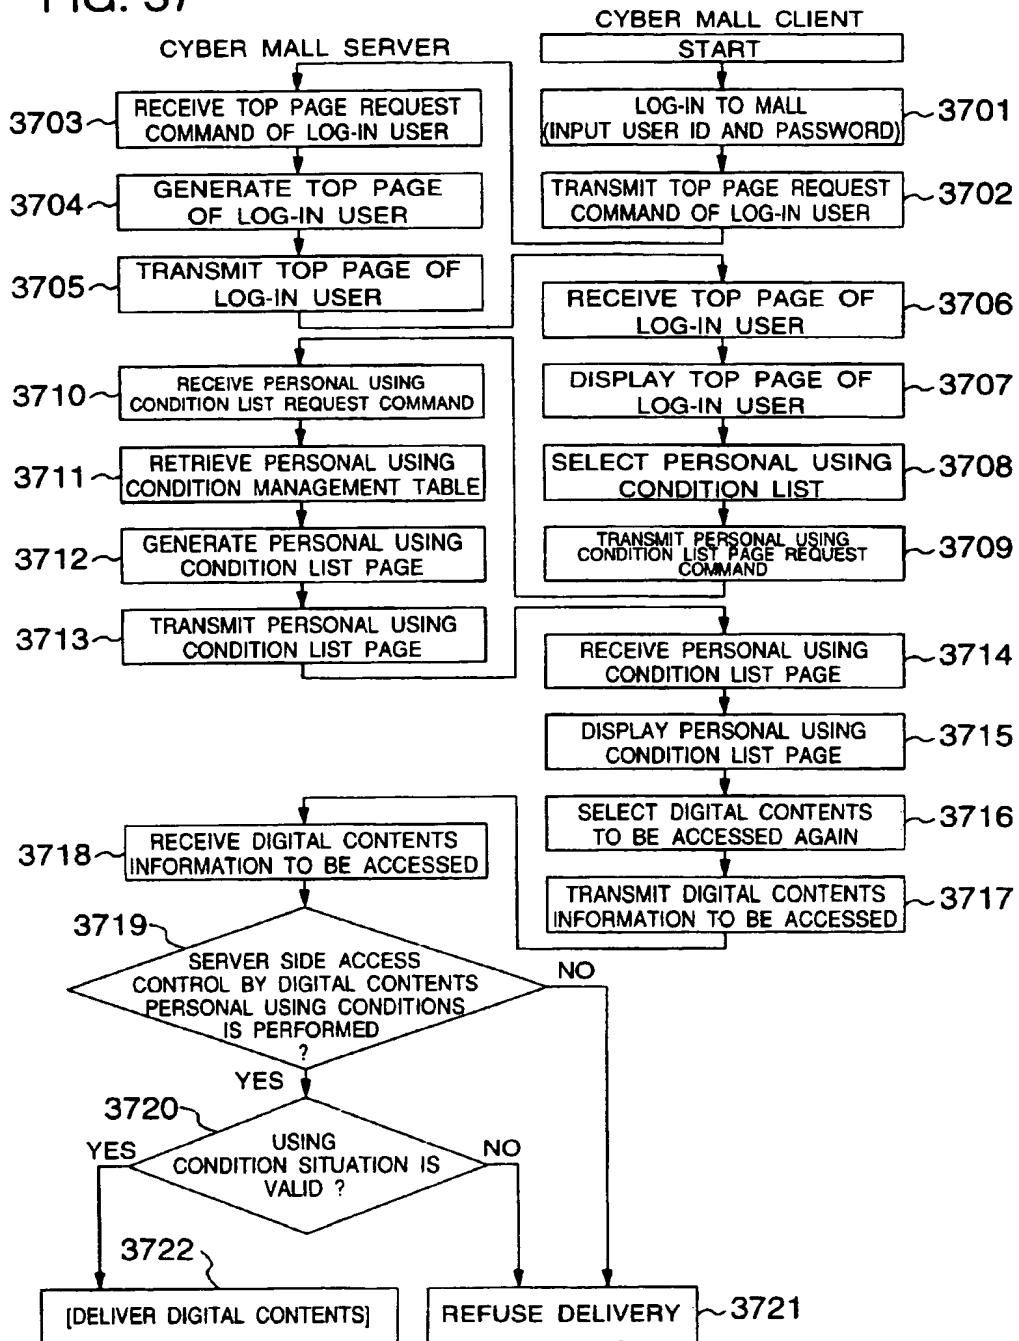 FIG. 37
CYBER MALL CLIENT
CYBER MALL SERVER
START
RECEIVE TOP PAGE REQUEST
COMMAND OF LOG-IN USER
3703
LOG-IN TO MALL
(INPUT USER ID AND PASSWORD)
3701
GENERATE TOP PAGE
OF LOG-IN USER
3704
TRANSMIT TOP PAGE REQUEST
COMMAND OF LOG-IN USER
3702
TRANSMIT TOP PAGE OF
LOG-IN USER
3705
RECEIVE TOP PAGE OF
LOG-IN USER
3706
RECEIVE PERSONAL USING
CONDITION LIST REQUEST COMMAND
3710
DISPLAY TOP PAGE OF
LOG-IN USER
3707
RETRIEVE PERSONAL USING
CONDITION MANAGEMENT TABLE
3711
SELECT PERSONAL USING
CONDITION LIST
3708
GENERATE PERSONAL USING
CONDITION LIST PAGE
3712
TRANSMIT PERSONAL USING
CONDITION LIST PAGE REQUEST
COMMAND
3709
TRANSMIT PERSONAL USING
CONDITION LIST PAGE
3713
RECEIVE PERSONAL USING
CONDITION LIST PAGE
3714
DISPLAY PERSONAL USING
CONDITION LIST PAGE
3715
SELECT DIGITAL CONTENTS
TO BE ACCESSED AGAIN
3716
RECEIVE DIGITAL CONTENTS
INFORMATION TO BE ACCESSED
3718
TRANSMIT DIGITAL CONTENTS
INFORMATION TO BE ACCESSED
3717
3719
SERVER SIDE ACCESS
CONTROL BY DIGITAL CONTENTS
PERSONAL USING CONDITIONS
IS PERFORMED
?
NO
YES
3720
USING
CONDITION SITUATION IS
VALID ?
YES
NO
3722
[DELIVER DIGITAL CONTENTS]
REFUSE DELIVERY
3721